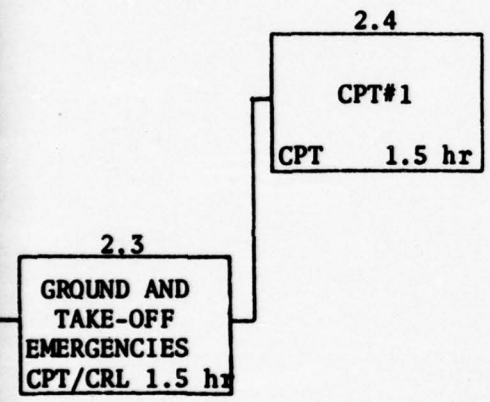 2.4
CPT#1
CPT 1.5 hr
2.3
GROUND AND
TAKE-OFF
EMERGENCIES
CPT/CRL 1.5 hr